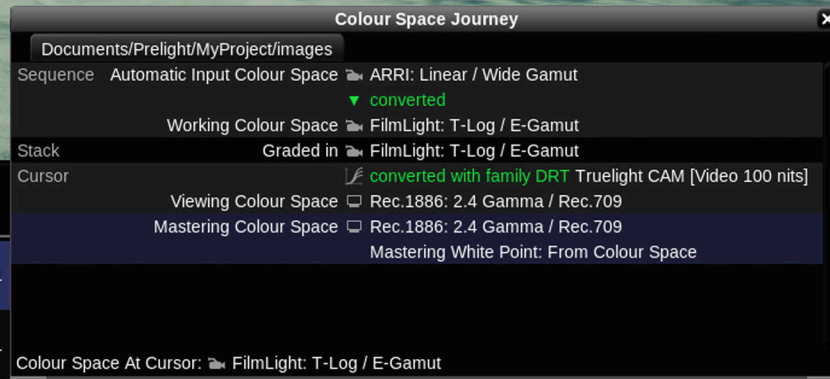 Colour Space Journey
Documents/Prelight/MyProject/images
Sequence Automatic Input Colour Space ARRI: Linear / Wide Gamut
converted
Working Colour Space FilmLight: T-Log / E-Gamut
Stack Graded in FilmLight: T-Log / E-Gamut
Cursor converted with family DRT Truelight CAM [Video 100 nits]
Viewing Colour Space Rec.1886: 2.4 Gamma / Rec.709
Mastering Colour Space Rec.1886: 2.4 Gamma / Rec.709
Mastering White Point: From Colour Space
Colour Space At Cursor: FilmLight: T-Log / E-Gamut